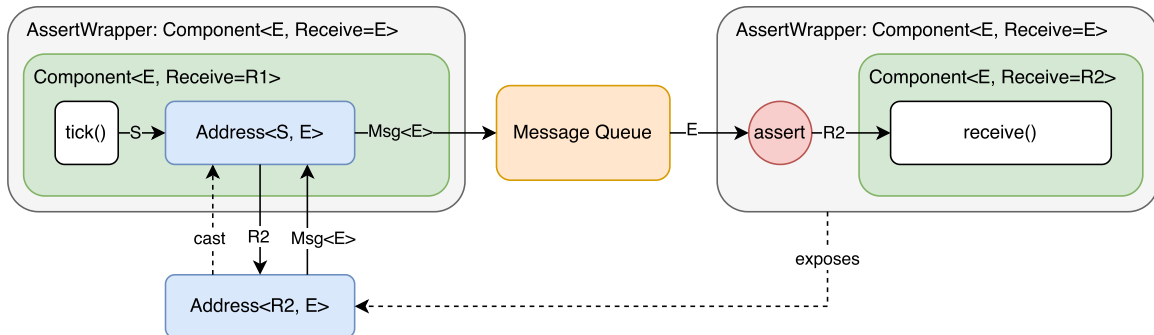 AssertWrapper: Component<E, Receive=E>
Component<E, Receive=R1>
tick()
S
Address<S, E>
Msg<E>
Message Queue
E
AssertWrapper: Component<E, Receive=E>
Component<E, Receive=R2>
assert
R2
receive()
cast
R2
Msg<E>
exposes
Address<R2, E>